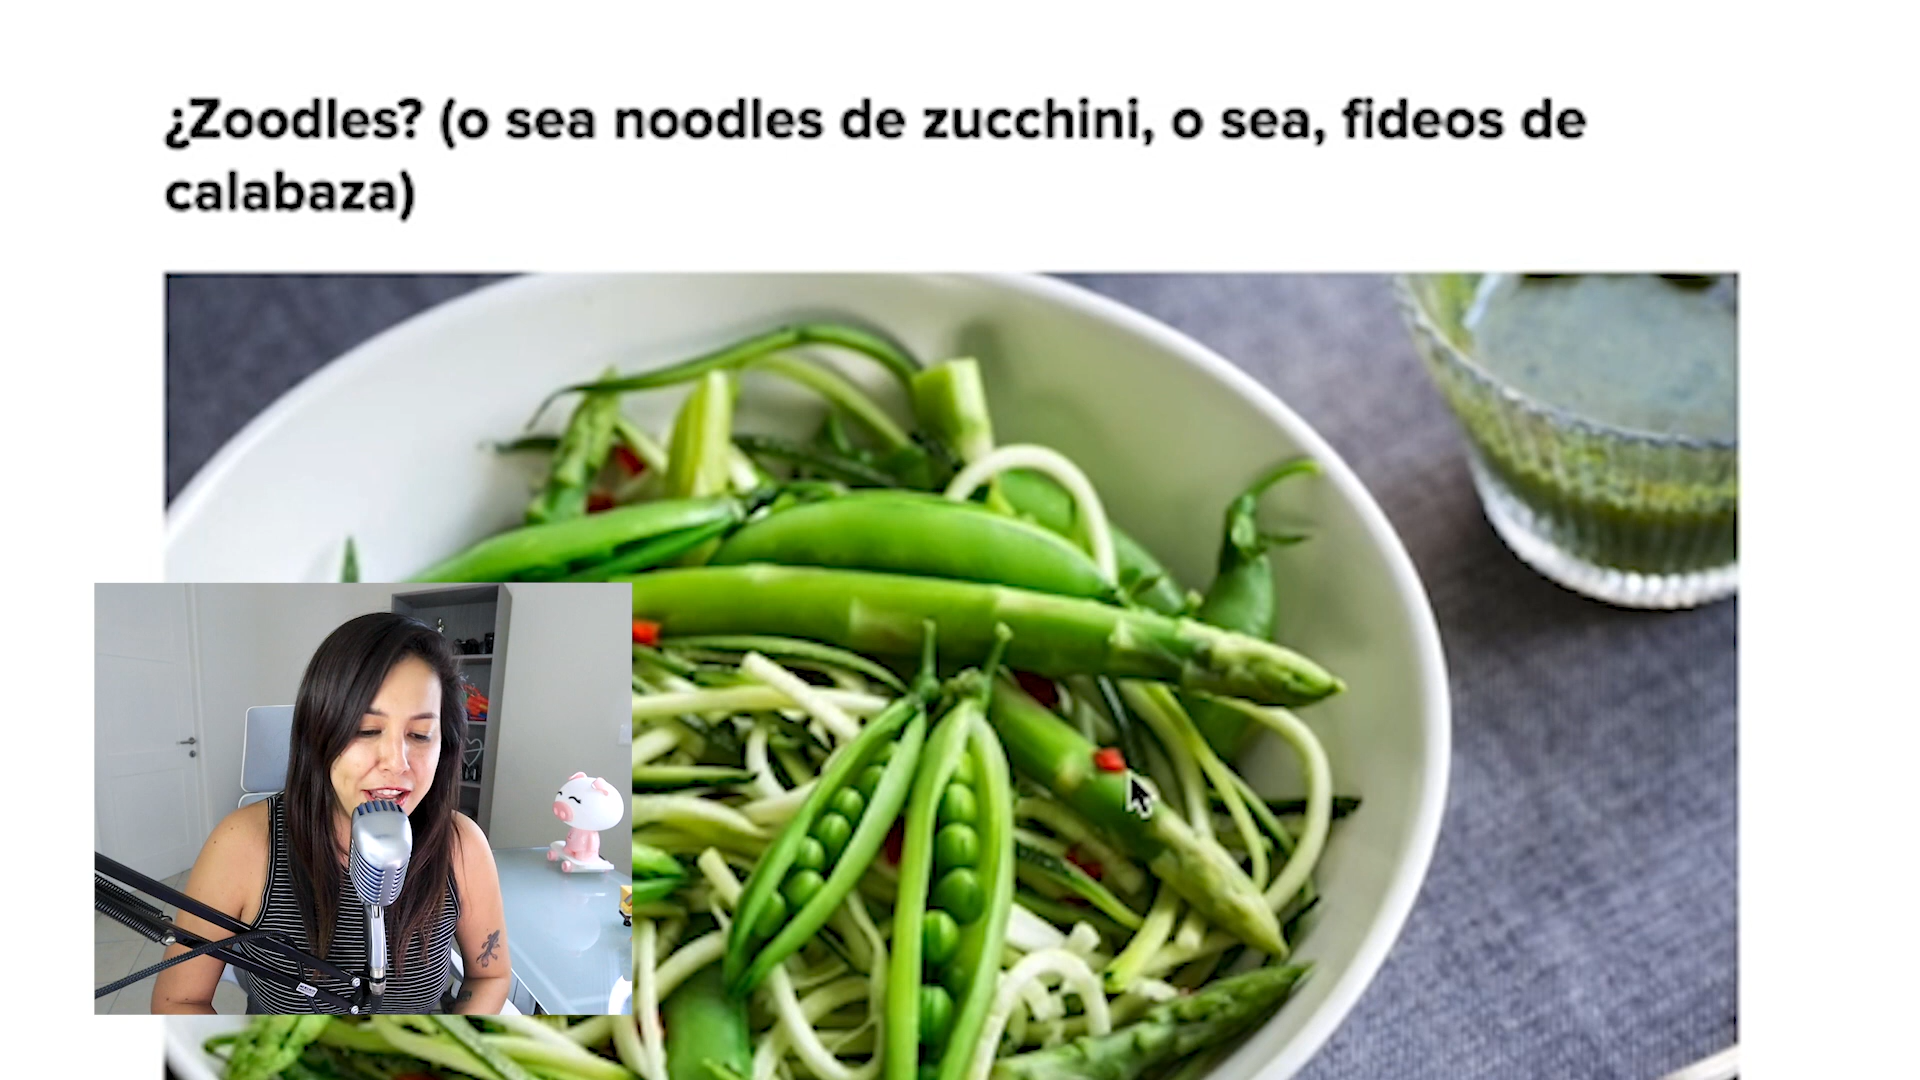 ¿Zoodles? (o sea noodles de zucchini, o sea, fideos de
calabaza)